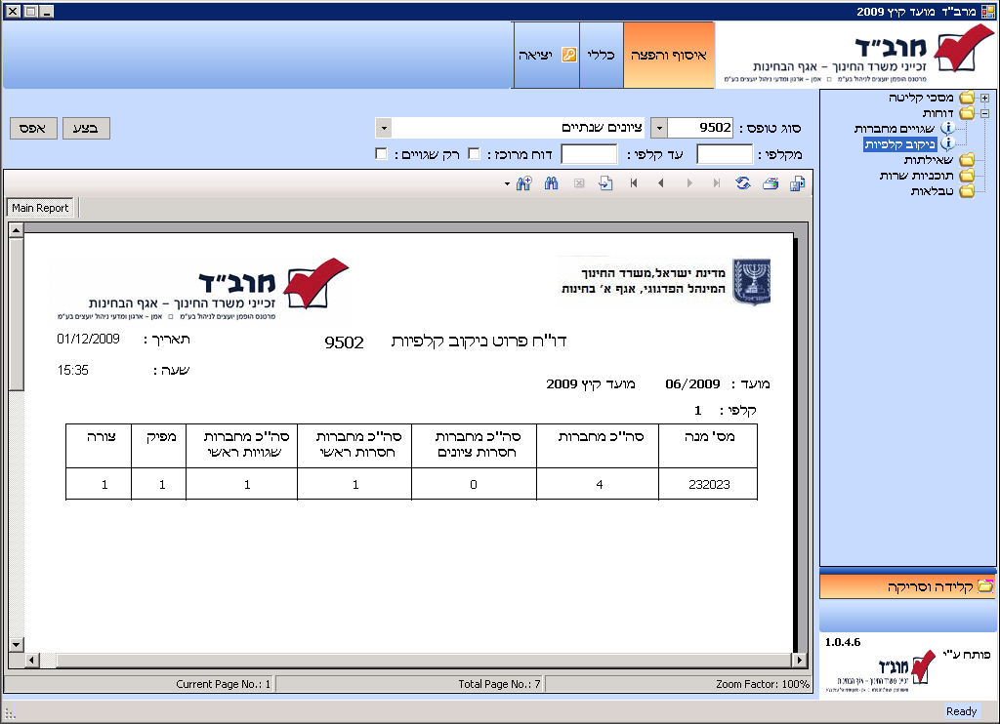 מרב"ד מועד קיץ 2009
מרב"ד
זכייני משרד החינוך – אגף הבחינות
מרטנס הופמן יועצים לניהול בע"מ □ אמן – ארגון ומדעי ניהול יועצים בע"מ
איסוף והפצה
כללי
יציאה
מסכי קליטה
דוחות
שגויים מחברות
ניקוב קלפיות
שאילתות
תוכניות שרות
טבלאות
סוג טופס : 9502 ציונים שנתיים
בצע
אפס
מקלפי : עד קלפי : דוח מרוכז : רק שגויים :
Main Report
מדינת ישראל,משרד החינוך
המינהל הפדגוגי, אגף א' בחינות
מרב"ד
זכייני משרד החינוך – אגף הבחינות
מרטנס הופמן יועצים לניהול בע"מ □ אמן – ארגון ומדעי ניהול יועצים בע"מ
דו"ח פרוט ניקוב קלפיות 9502
תאריך : 01/12/2009
שעה : 15:35
מועד : 06/2009 מועד קיץ 2009
קלפי : 1
מס' מנה סה"כ מחברות סה"כ מחברות חסרות ציונים סה"כ מחברות חסרות ראשי סה"כ מחברות שגויות ראשי מפיק צורה
232023 4 0 1 1 1 1
Current Page No.: 1 Total Page No.: 7 Zoom Factor: 100%
קלידה וסריקה
1.0.4.6
פותח ע"י
מרב"ד
זכייני משרד החינוך – אגף הבחינות
Ready